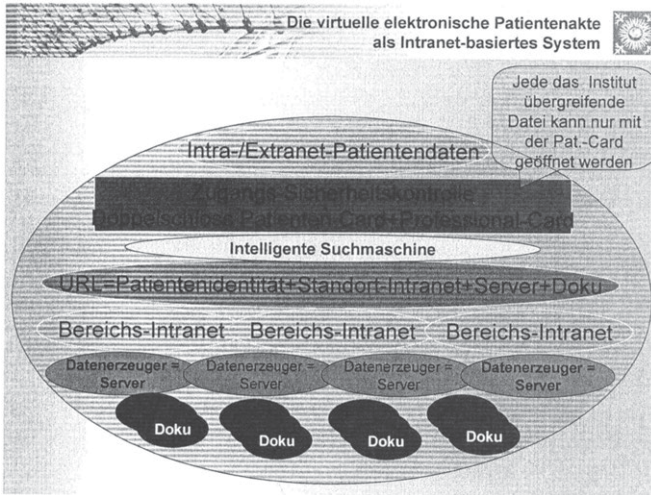 = Die virtuelle elektronische Patientenakte
als Intranet-basiertes System
Jede das Institut
übergreifende
Datei kann nur mit
der Pat.-Card
geöffnet werden
Intra-/Extranet-Patientendaten
Zugangs-Sicherheitskontrolle
Doppelschloss Patienten-Card+Professional-Card
Intelligente Suchmaschine
URL=Patientenidentität+Standort-Intranet+Server+Doku
Bereichs-Intranet Bereichs-Intranet Bereichs-Intranet
Datenerzeuger = Datenerzeuger = Datenerzeuger = Datenerzeuger =
Server Server Server Server
Doku Doku Doku Doku